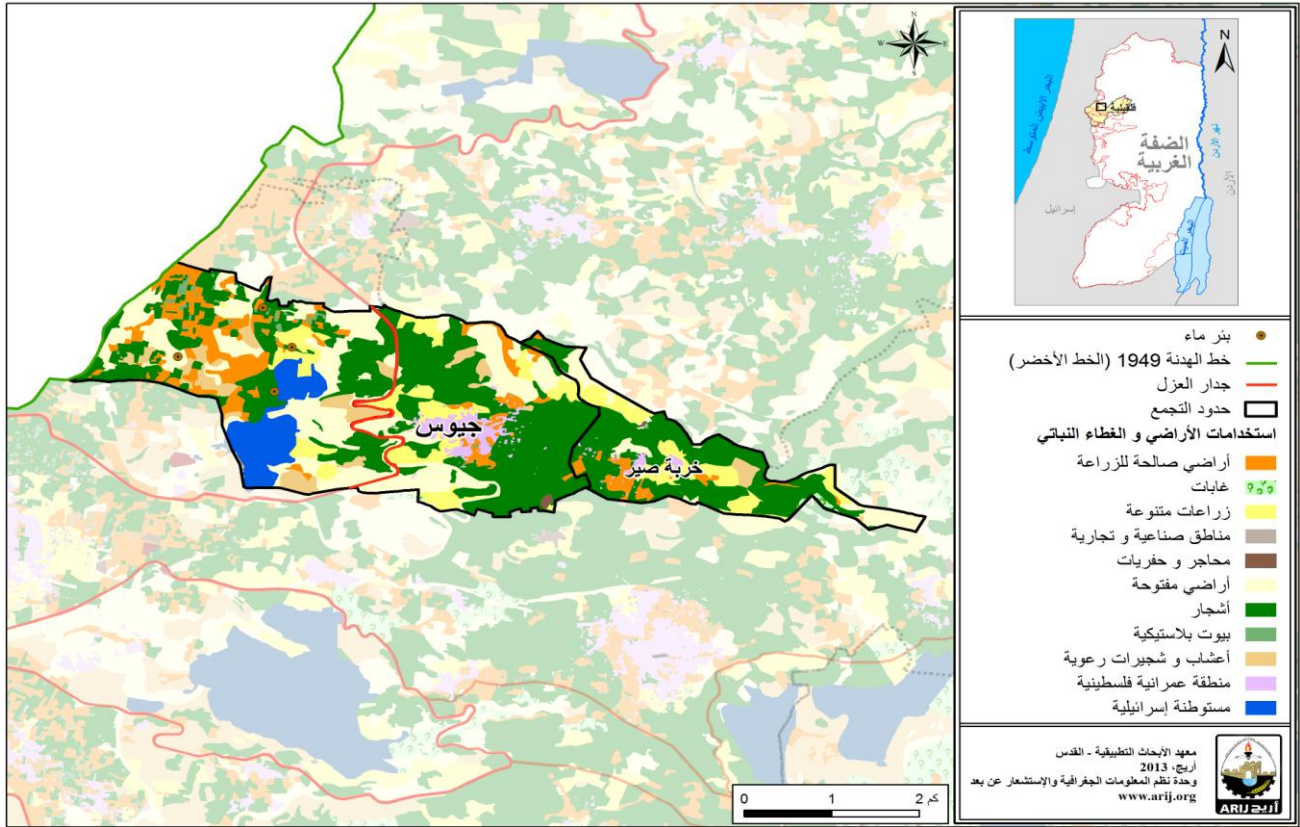 N
W
E
S
جيوس
خربة صير
0
1
2 كم
N
البحر الأبيض المتوسط
قلقيلية
الضفة
الغربية
نهر الأردن
الأردن
إسرائيل
البحر الميت
بئر ماء
خط الهدنة 1949 (الخط الأخضر)
جدار العزل
حدود التجمع
استخدامات الأراضي و الغطاء النباتي
أراضي صالحة للزراعة
غابات
زراعات متنوعة
مناطق صناعية و تجارية
محاجر و حفريات
أراضي مفتوحة
أشجار
بيوت بلاستيكية
أعشاب و شجيرات رعوية
منطقة عمرانية فلسطينية
مستوطنة إسرائيلية
معهد الأبحاث التطبيقية - القدس
أريج، 2013
وحدة نظم المعلومات الجغرافية والإستشعار عن بعد
www.arij.org
ARIJ أريج